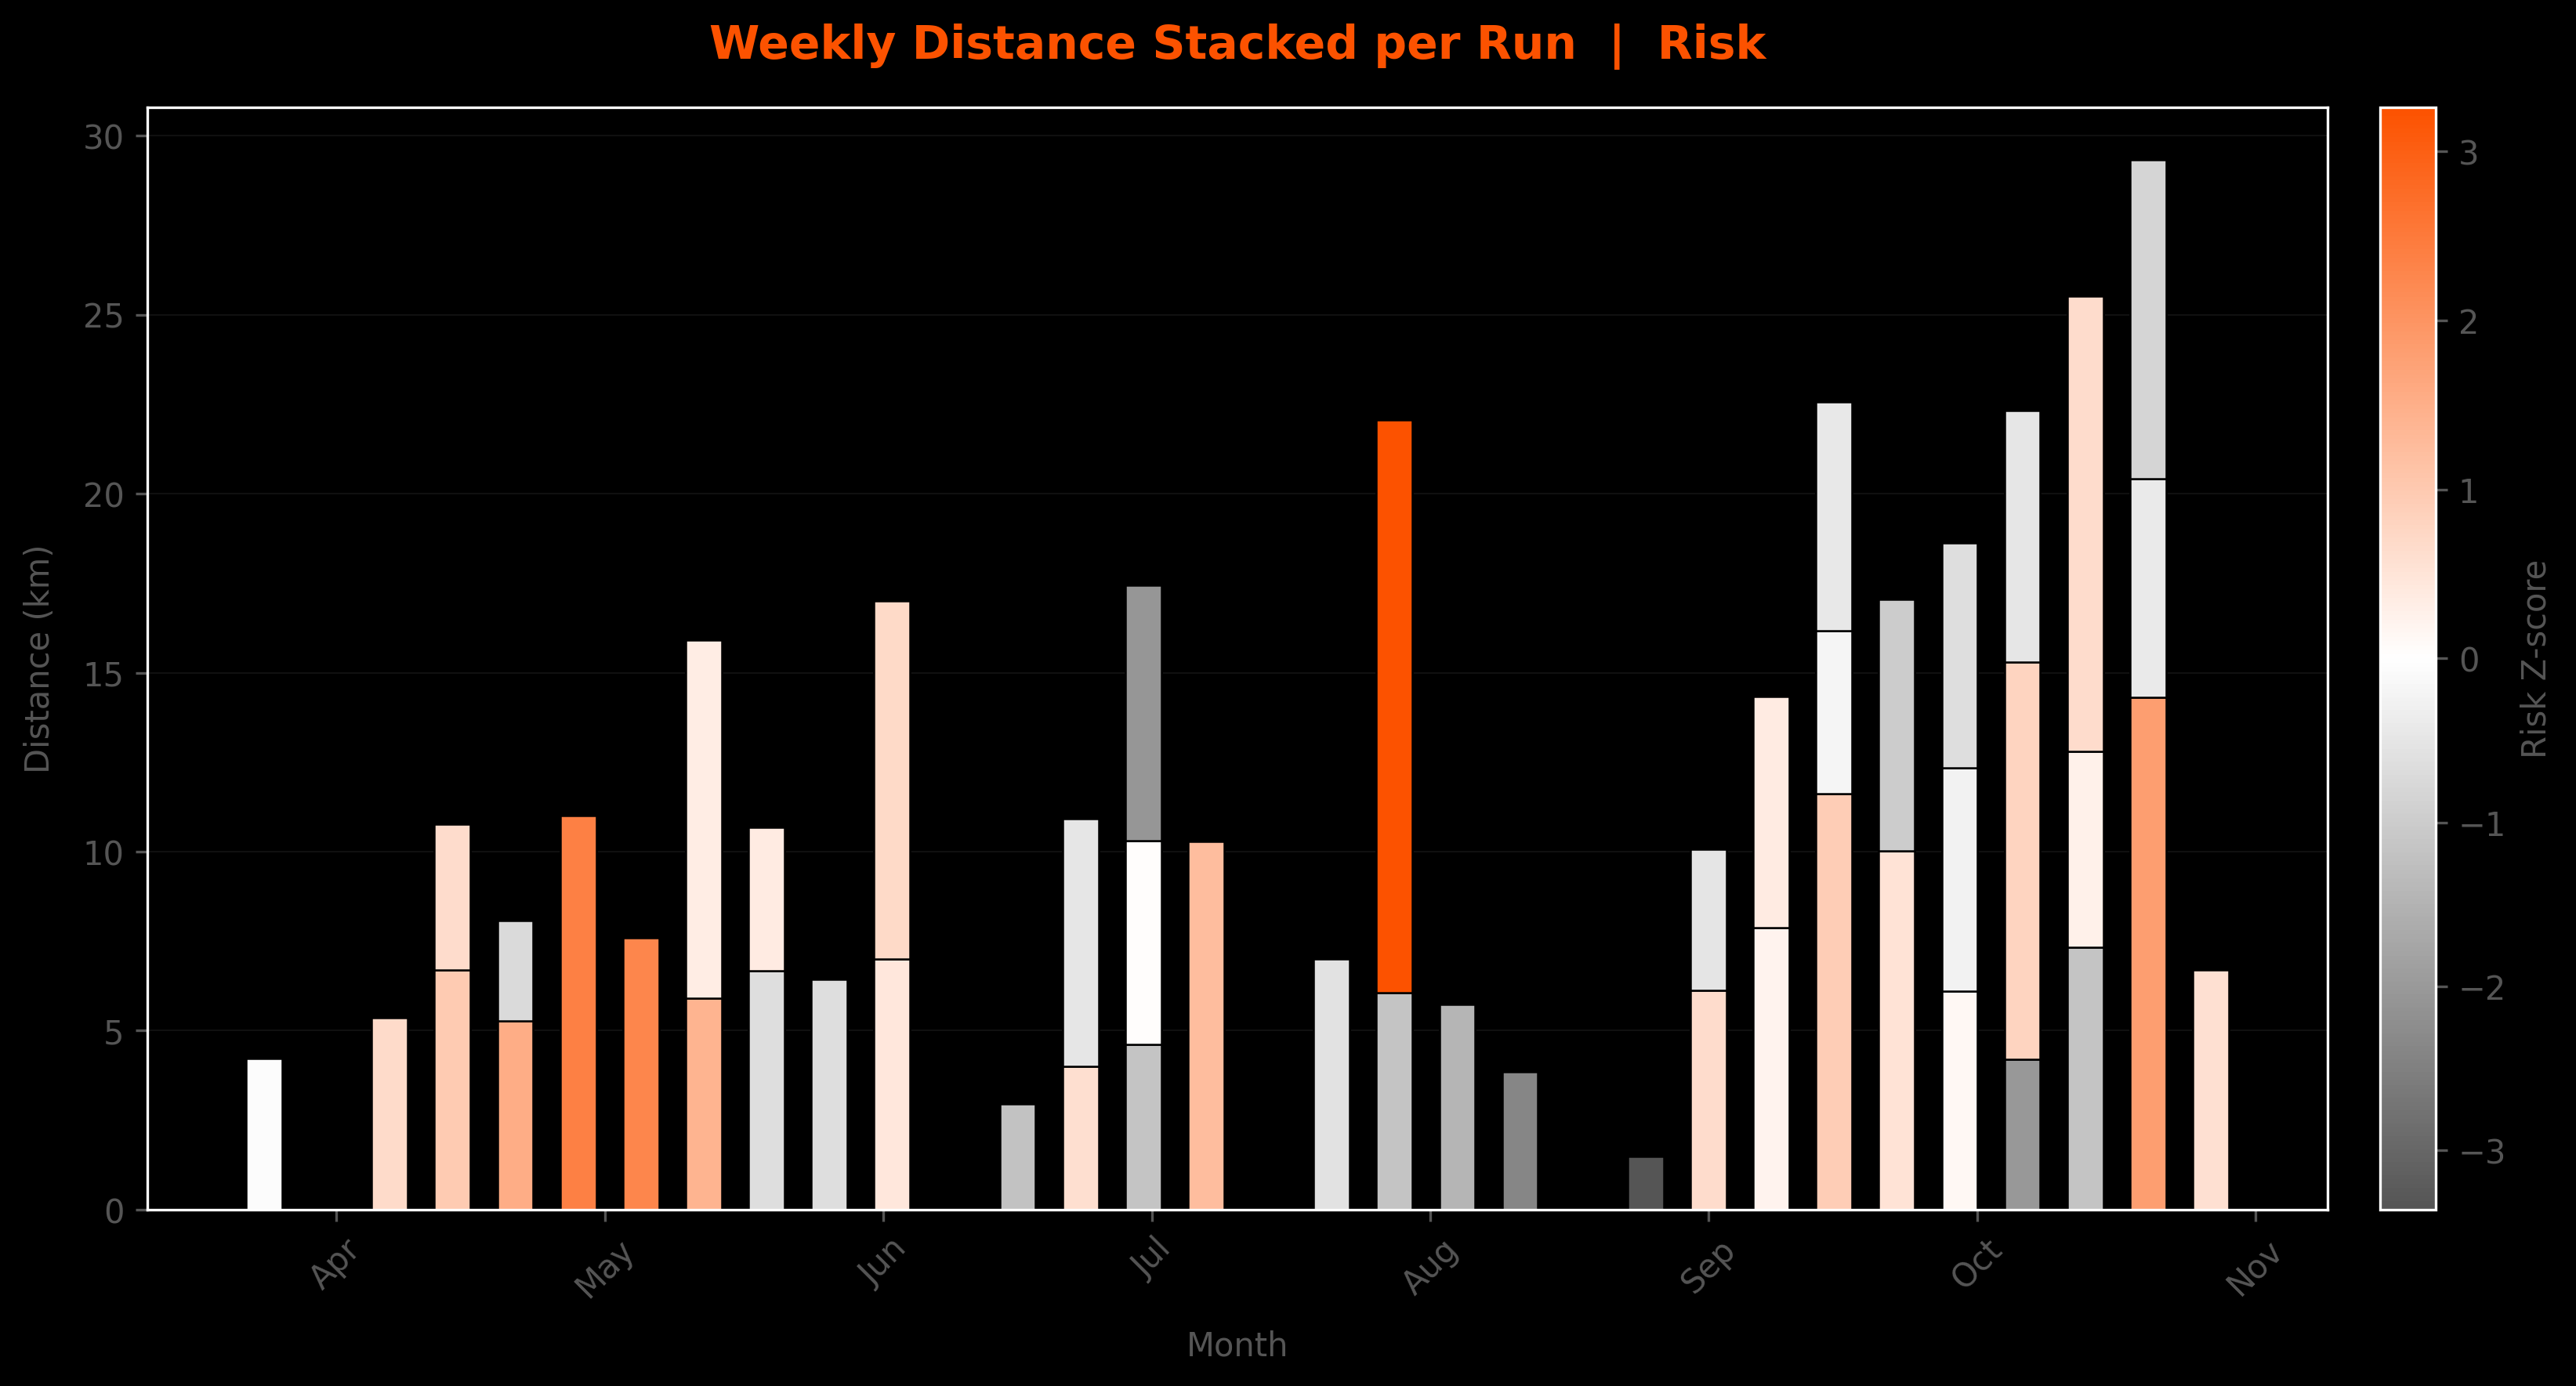 Weekly Distance Stacked per Run | Risk
30
25
20
15
10
5
0
Distance (km)
Apr
May
Jun
Jul
Aug
Sep
Oct
Nov
Month
3
2
1
0
−1
−2
−3
Risk Z-score